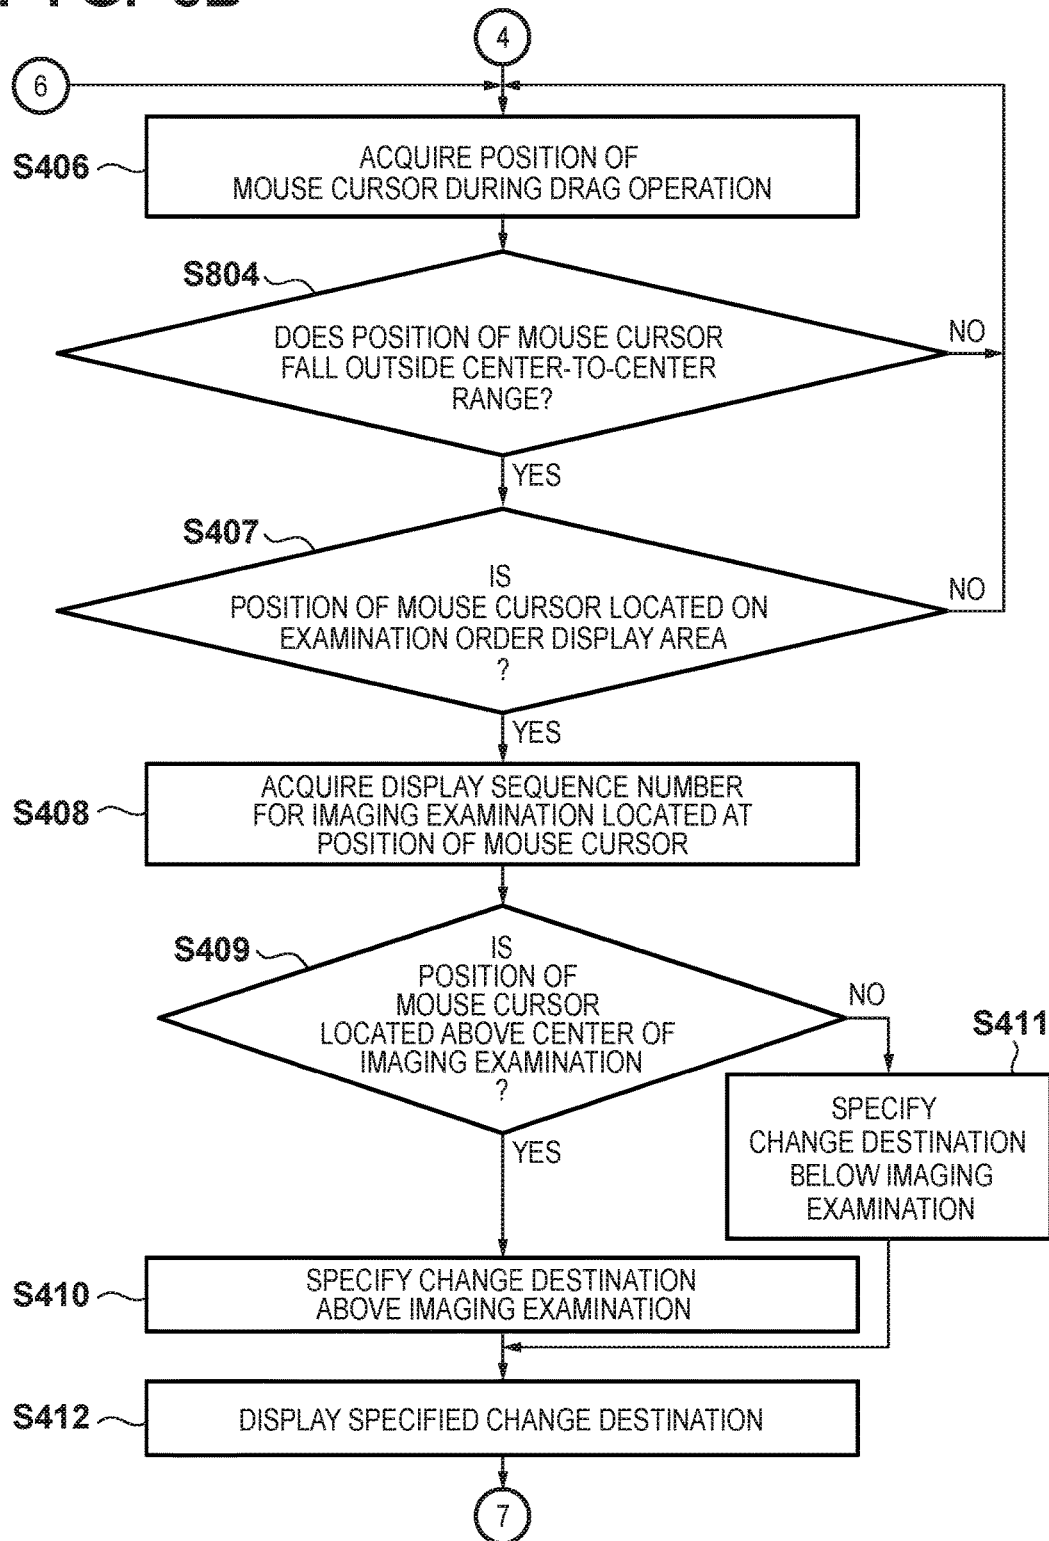 4
6
S406
ACQUIRE POSITION OF
MOUSE CURSOR DURING DRAG OPERATION
S804
DOES POSITION OF MOUSE CURSOR
FALL OUTSIDE CENTER-TO-CENTER
RANGE?
NO
YES
S407
IS
POSITION OF MOUSE CURSOR LOCATED ON
EXAMINATION ORDER DISPLAY AREA
?
NO
YES
S408
ACQUIRE DISPLAY SEQUENCE NUMBER
FOR IMAGING EXAMINATION LOCATED AT
POSITION OF MOUSE CURSOR
S409
IS
POSITION OF
MOUSE CURSOR
LOCATED ABOVE CENTER OF
IMAGING EXAMINATION
?
NO
YES
S411
SPECIFY
CHANGE DESTINATION
BELOW IMAGING
EXAMINATION
S410
SPECIFY CHANGE DESTINATION
ABOVE IMAGING EXAMINATION
S412
DISPLAY SPECIFIED CHANGE DESTINATION
7